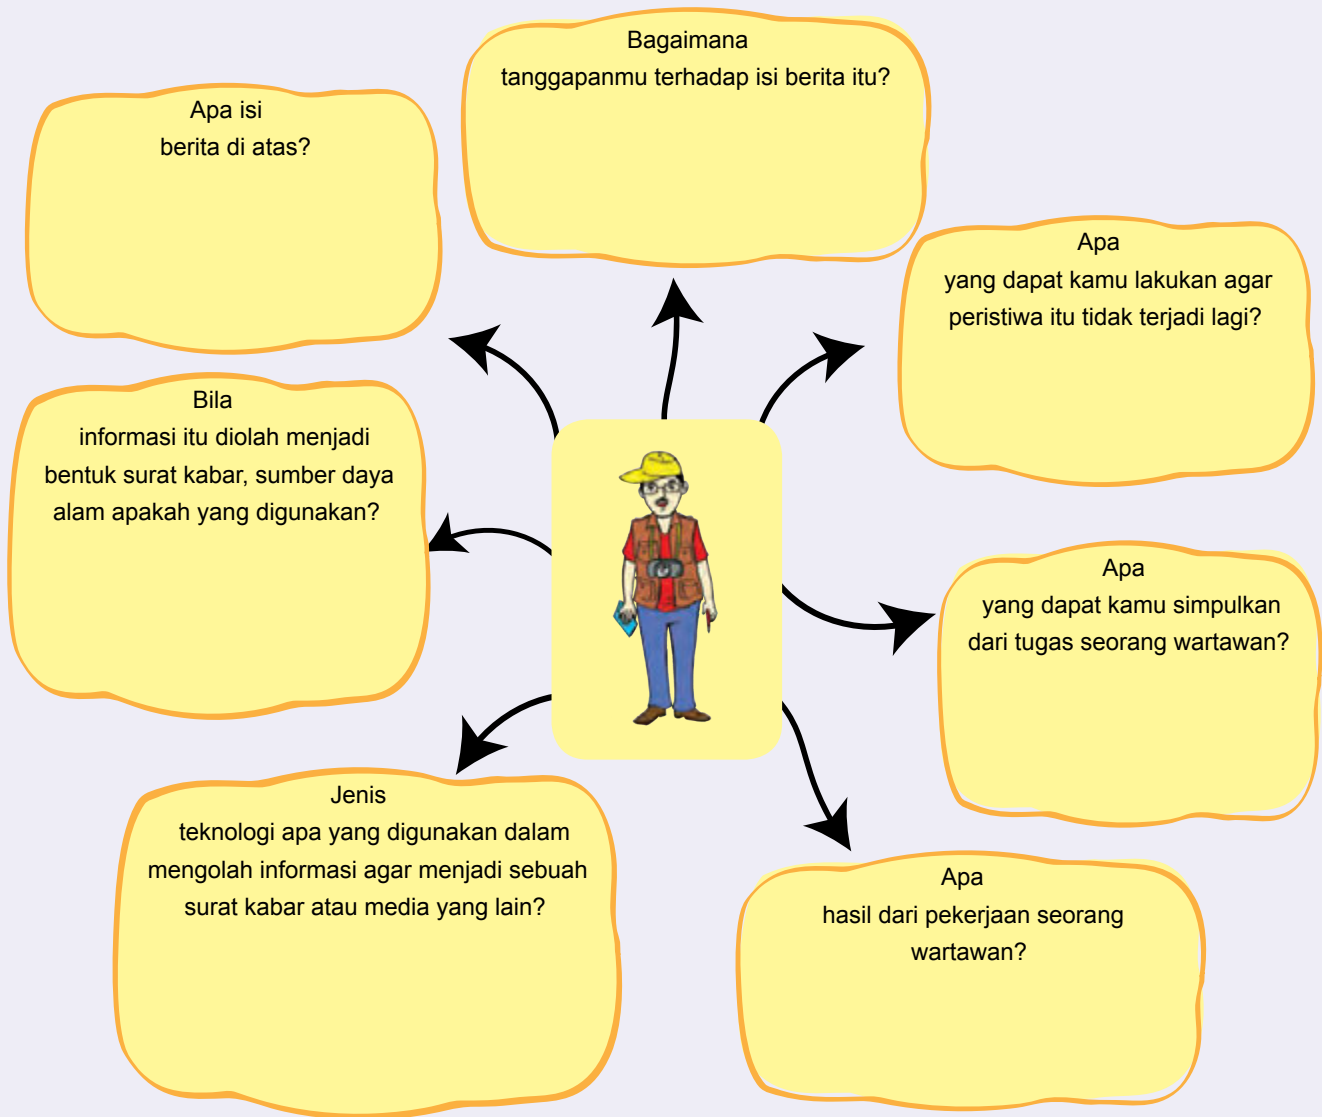 Bagaimana
tanggapanmu terhadap isi berita itu?
Apa isi
berita di atas?
Apa
yang dapat kamu lakukan agar
peristiwa itu tidak terjadi lagi?
Bila
informasi itu diolah menjadi
bentuk surat kabar, sumber daya
alam apakah yang digunakan?
Apa
yang dapat kamu simpulkan
dari tugas seorang wartawan?
Jenis
teknologi apa yang digunakan dalam
mengolah informasi agar menjadi sebuah
surat kabar atau media yang lain?
Apa
hasil dari pekerjaan seorang
wartawan?